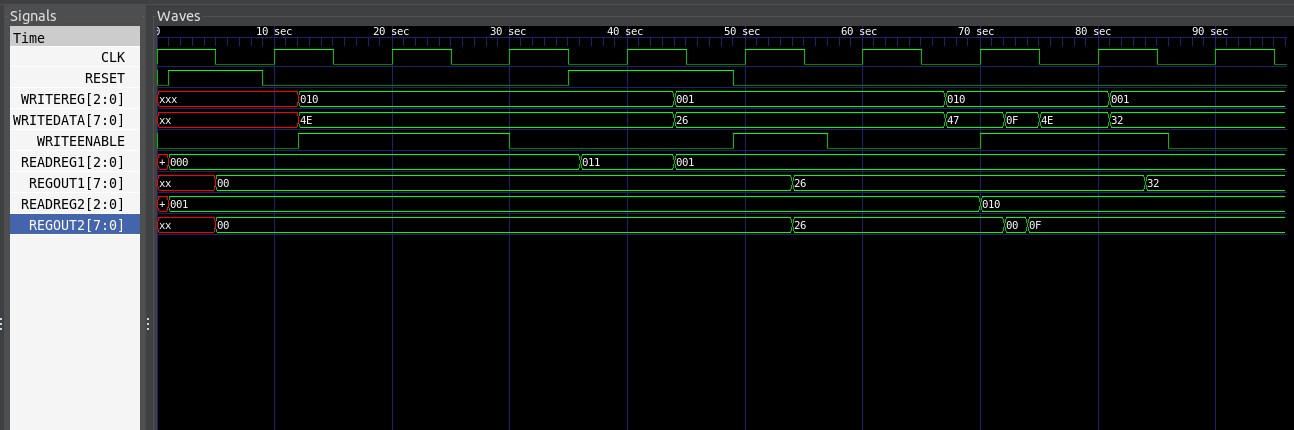 Signals
Waves
Time
0 10 sec 20 sec 30 sec 40 sec 50 sec 60 sec 70 sec 80 sec 90 sec
CLK
RESET
WRITEREG[2:0] xxx 010 001 010 001
WRITEDATA[7:0] xx 4E 26 47 0F 4E 32
WRITEENABLE
READREG1[2:0] + 000 011 001
REGOUT1[7:0] xx 00 26 32
READREG2[2:0] + 001 010
REGOUT2[7:0] xx 00 26 00 0F